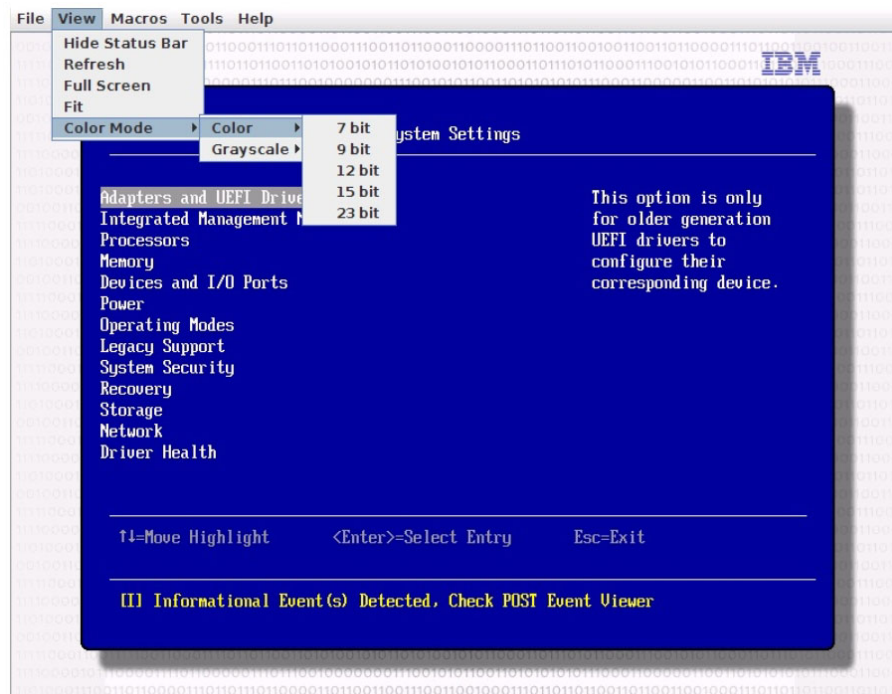 File View Macros Tools Help
Hide Status Bar
Refresh
Full Screen
Fit
Color Mode
Color
Grayscale
7 bit
9 bit
12 bit
15 bit
23 bit
IBM
Settings
Adapters and UEFI
Integrated Management
Processors
Memory
Devices and I/O Ports
Power
Operating Modes
Legacy Support
System Security
Recovery
Storage
Network
Driver Health
This option is only
for older generation
UEFI drivers to
configure their
corresponding device.
↑↓=Move Highlight <Enter>=Select Entry Esc=Exit
[I] Informational Event(s) Detected, Check POST Event Viewer